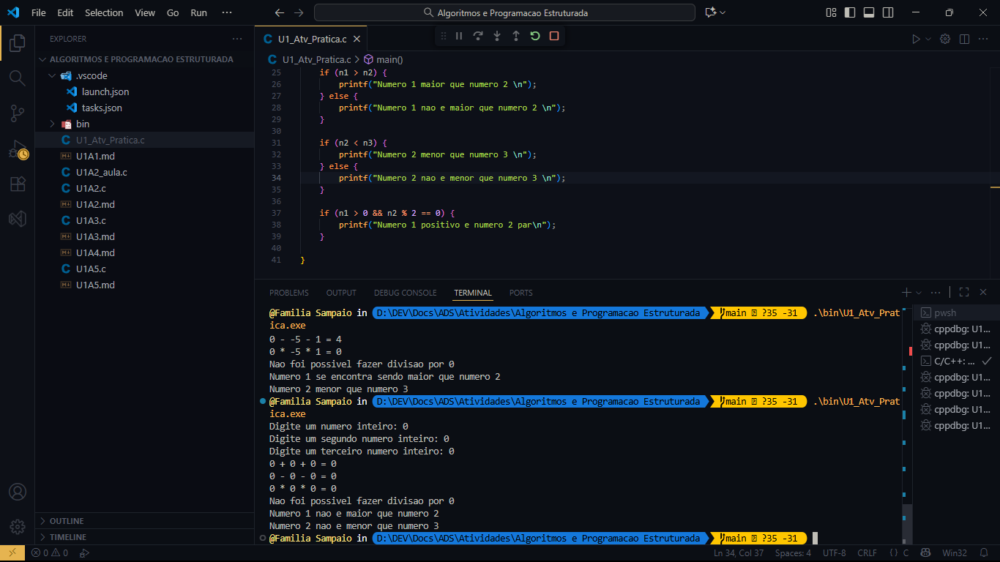 File Edit Selection View Go Run ··· Algoritmos e Programacao Estruturada
EXPLORER ···
ALGORITMOS E PROGRAMACAO ESTRUTURADA
.vscode
launch.json
tasks.json
bin
U1_Atv_Pratica.c
U1A1.md
U1A2_aula.c
U1A2.c
U1A2.md
U1A3.c
U1A3.md
U1A4.md
U1A5.c
U1A5.md
OUTLINE
TIMELINE
U1_Atv_Pratica.c
U1_Atv_Pratica.c > main()
25 if (n1 > n2) {
26 printf("Numero 1 maior que numero 2 \n");
27 } else {
28 printf("Numero 1 nao e maior que numero 2 \n");
29 }
30
31 if (n2 < n3) {
32 printf("Numero 2 menor que numero 3 \n");
33 } else {
34 printf("Numero 2 nao e menor que numero 3 \n");
35 }
36
37 if (n1 > 0 && n2 % 2 == 0) {
38 printf("Numero 1 positivo e numero 2 par\n");
39 }
40
41 }
PROBLEMS OUTPUT DEBUG CONSOLE TERMINAL PORTS
@Familia Sampaio in D:\DEV\Docs\ADS\Atividades\Algoritmos e Programacao Estruturada main ?35 -31 .\bin\U1_Atv_Prat
ica.exe
0 - -5 - 1 = 4
0 * -5 * 1 = 0
Nao foi possivel fazer divisao por 0
Numero 1 se encontra sendo maior que numero 2
Numero 2 menor que numero 3
@Familia Sampaio in D:\DEV\Docs\ADS\Atividades\Algoritmos e Programacao Estruturada main ?35 -31 .\bin\U1_Atv_Prat
ica.exe
Digite um numero inteiro: 0
Digite um segundo numero inteiro: 0
Digite um terceiro numero inteiro: 0
0 + 0 + 0 = 0
0 - 0 - 0 = 0
0 * 0 * 0 = 0
Nao foi possivel fazer divisao por 0
Numero 1 nao e maior que numero 2
Numero 2 nao e menor que numero 3
@Familia Sampaio in D:\DEV\Docs\ADS\Atividades\Algoritmos e Programacao Estruturada main ?35 -31
pwsh
cppdbg: U1...
cppdbg: U1...
C/C++: ...
cppdbg: U1...
cppdbg: U1...
cppdbg: U1...
cppdbg: U1...
0 0 Ln 34, Col 37 Spaces: 4 UTF-8 CRLF {} C Win32